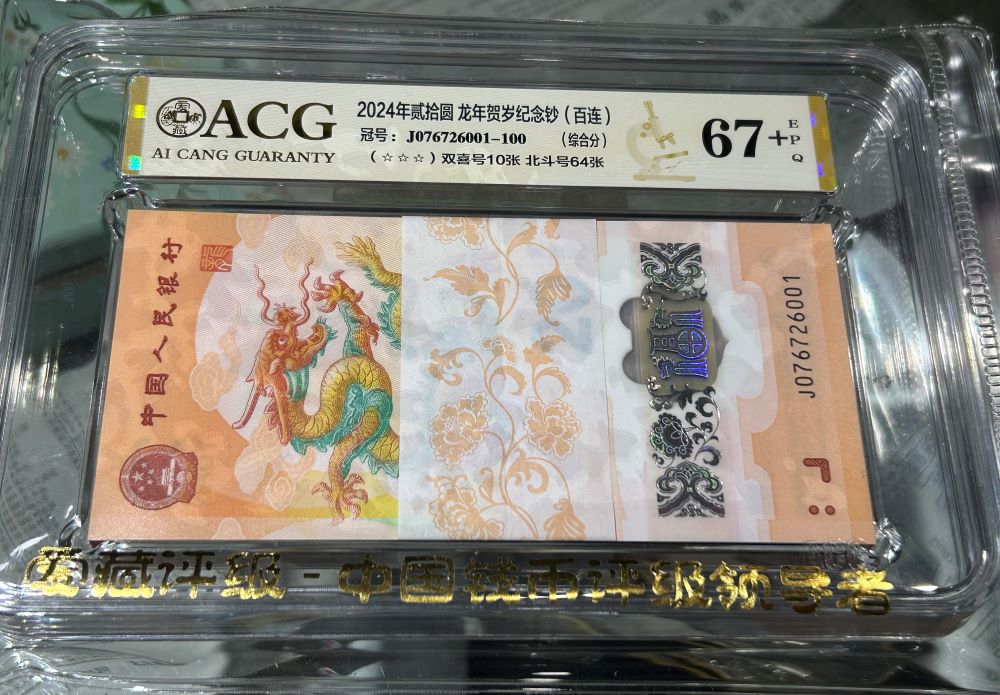 爱藏
ACG
AI CANG GUARANTY
2024年贰拾圆 龙年贺岁纪念钞（百连）
冠号：J076726001-100 （综合分）
（☆☆☆）双喜号10张 北斗号64张
67+
EPQ
中国人民银行
J076726001
爱藏评级-中国钱币评级领导者